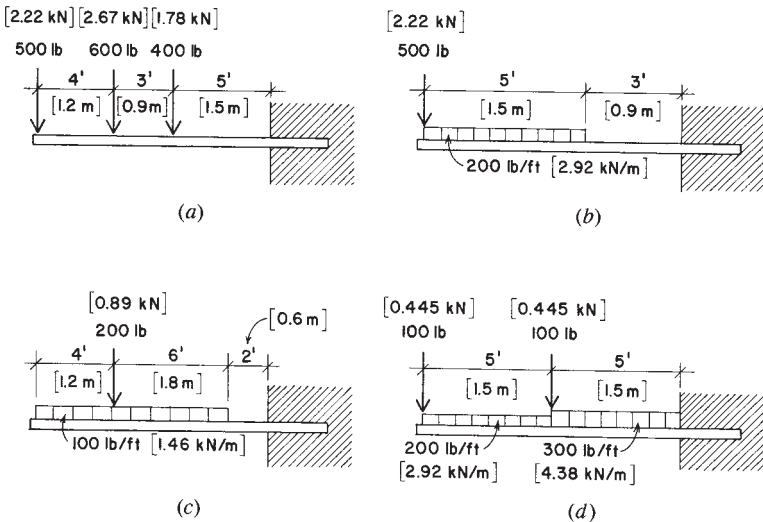 [2.22 kN] [2.67 kN] [1.78 kN]
500 lb 600 lb 400 lb
4' 3' 5'
[1.2 m] [0.9 m] [1.5 m]
(a)
[2.22 kN]
500 lb
5' 3'
[1.5 m] [0.9 m]
200 lb/ft [2.92 kN/m]
(b)
[0.89 kN]
200 lb
[0.6 m]
4' 6' 2'
[1.2 m] [1.8 m]
100 lb/ft [1.46 kN/m]
(c)
[0.445 kN] [0.445 kN]
100 lb 100 lb
5' 5'
[1.5 m] [1.5 m]
200 lb/ft 300 lb/ft
[2.92 kN/m] [4.38 kN/m]
(d)